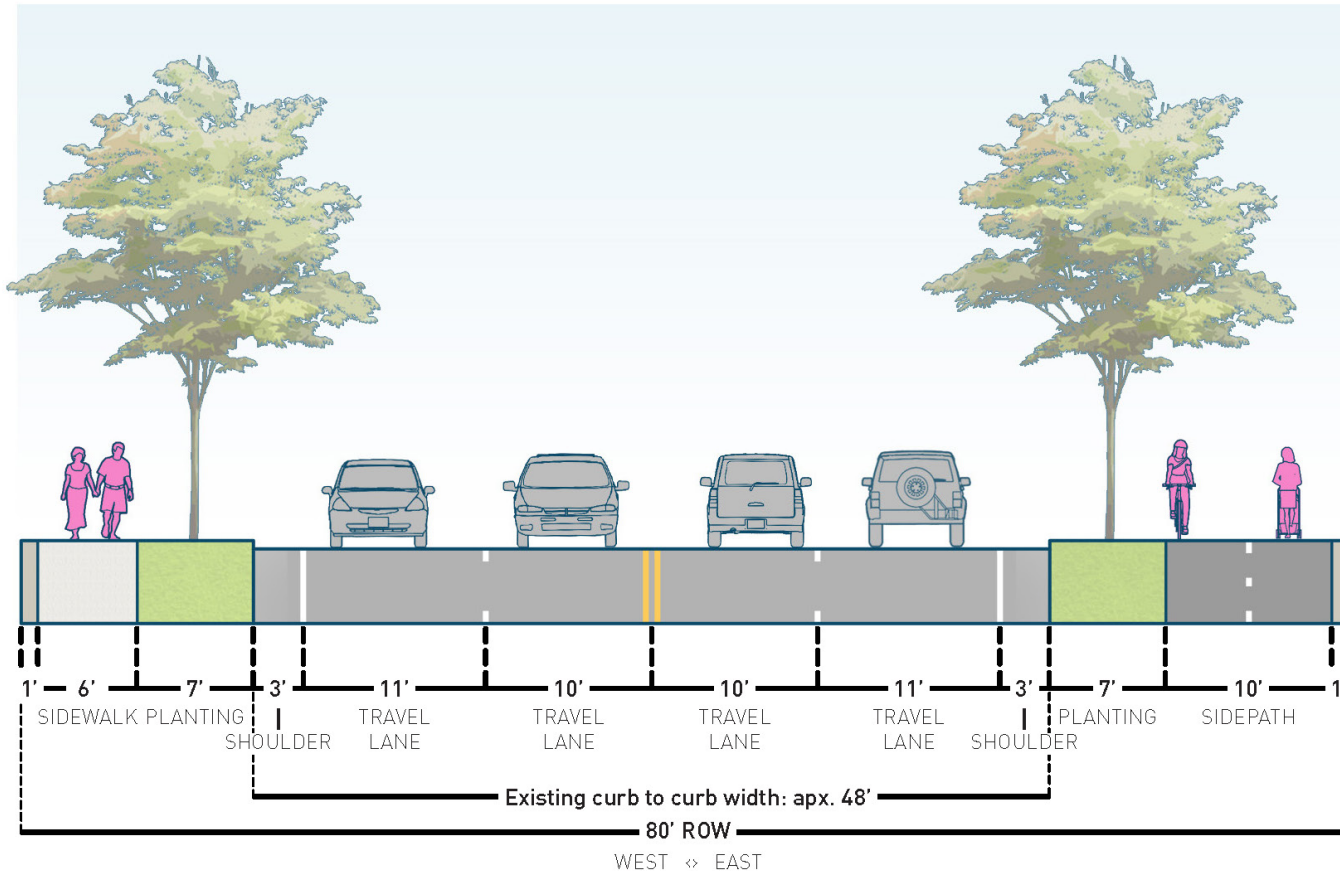 1' 6' 7' 3' 11' 10' 10' 11' 3' 7' 10' 1
SIDEWALK PLANTING TRAVEL TRAVEL TRAVEL TRAVEL PLANTING SIDEPATH
SHOULDER LANE LANE LANE LANE SHOULDER
Existing curb to curb width: apx. 48'
80' ROW
WEST <> EAST